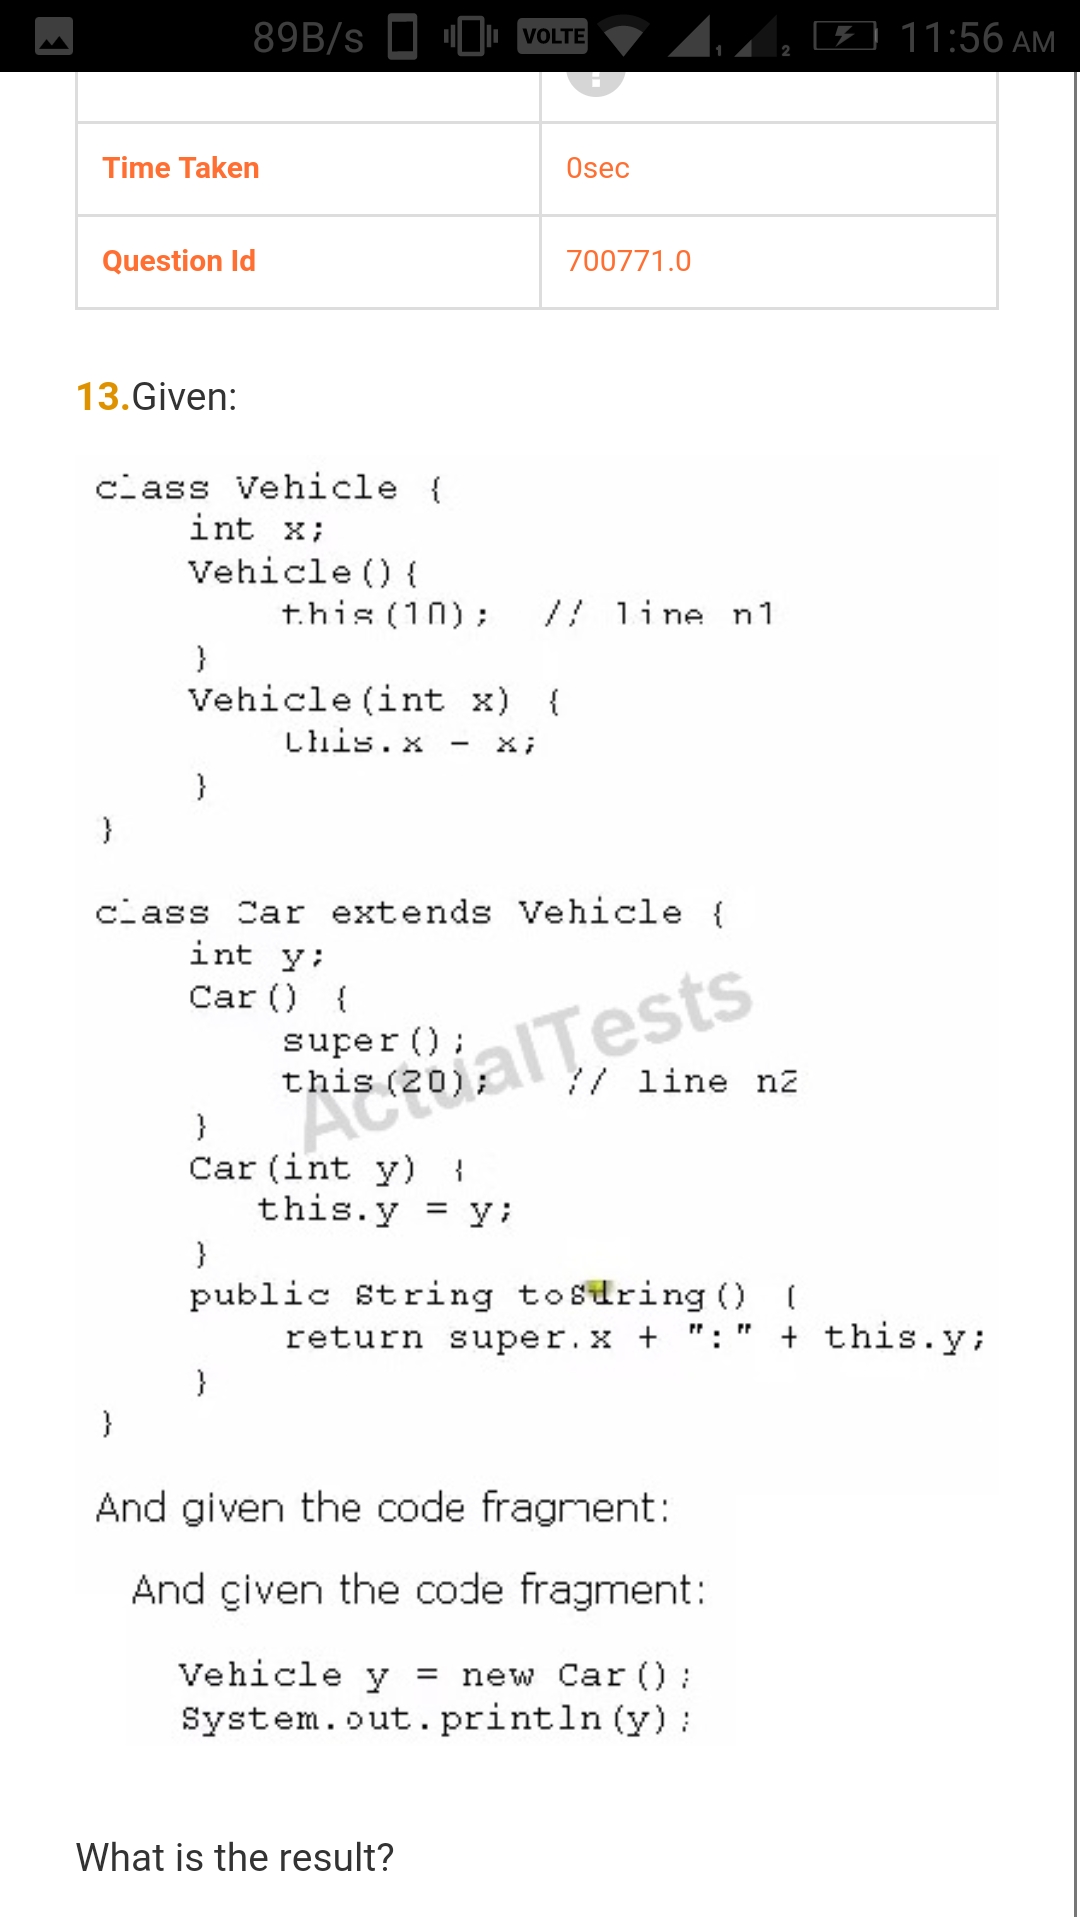 89B/s VOLTE 1 2 11:56 AM
Time Taken 0sec
Question Id 700771.0
13.Given:
class Vehicle {
int x;
Vehicle(){
this(10); // line n1
}
Vehicle(int x) {
this.x = x;
}
}
class Car extends Vehicle {
int y;
Car() {
super();
this(20); // line n2
}
Car(int y) {
this.y = y;
}
public String toString() {
return super.x + ":" + this.y;
}
}
ActualTests
And given the code fragment:
And given the code fragment:
Vehicle y = new Car();
System.out.println(y);
What is the result?